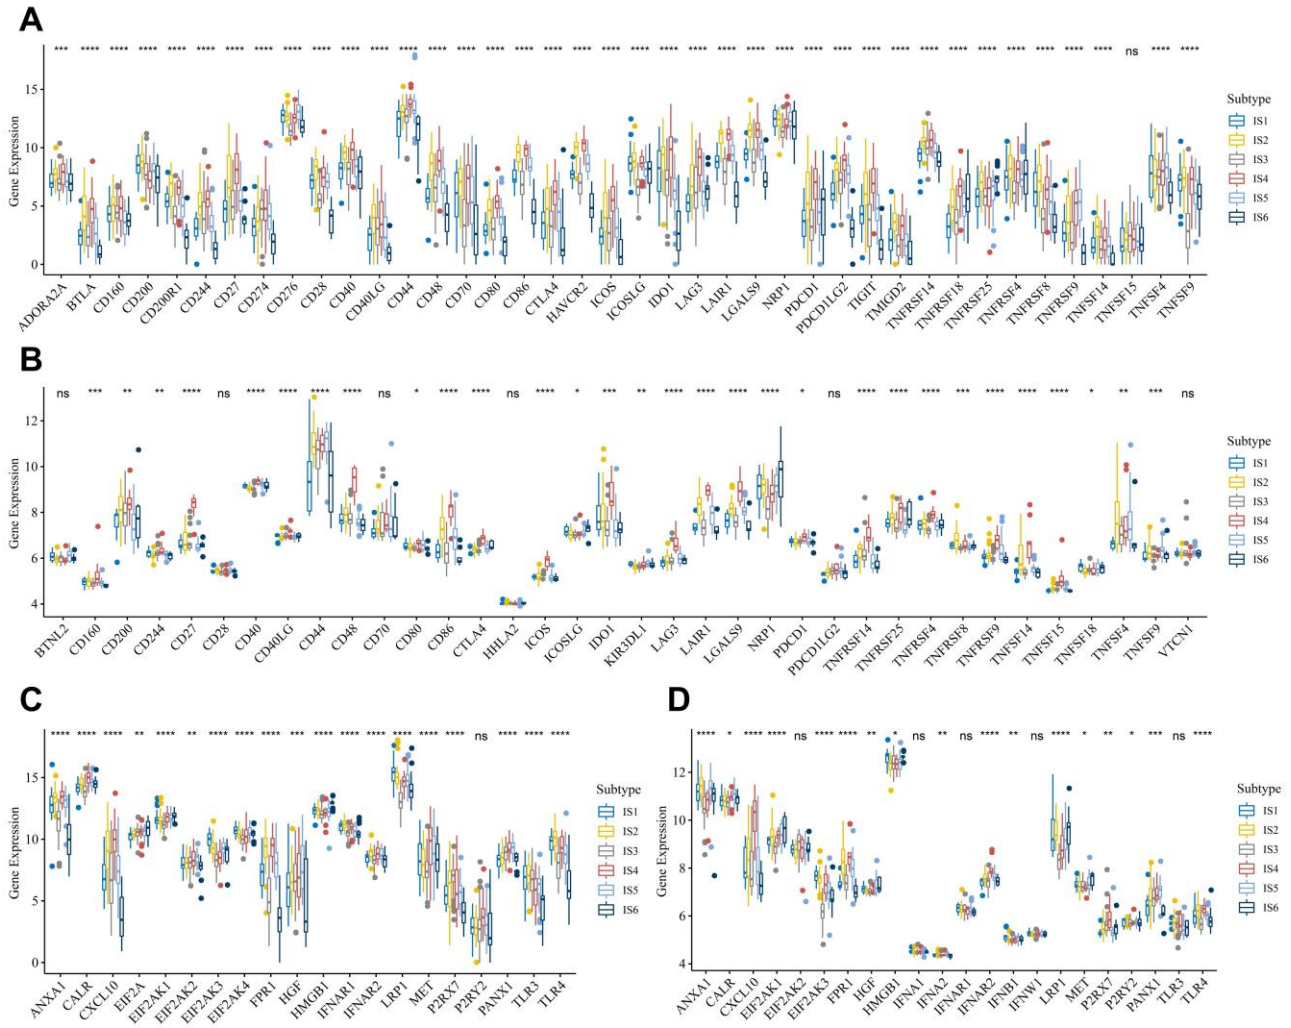 A
*** **** **** **** **** **** **** **** **** **** **** **** **** **** **** **** **** **** **** **** **** **** **** **** **** **** **** **** **** **** **** **** **** **** **** **** **** ns **** ****
Gene Expression
15
10
5
0
ADORA2A BTLA CD160 CD200 CD200R1 CD244 CD27 CD274 CD276 CD28 CD40 CD40LG CD44 CD48 CD70 CD80 CD86 CTLA4 HAVCR2 ICOS ICOSLG IDO1 LAG3 LAIR1 LGALS9 NRP1 PDCD1 PDCD1LG2 TIGIT TMIGD2 TNFRSF14 TNFRSF18 TNFRSF25 TNFRSF4 TNFRSF8 TNFRSF9 TNFSF14 TNFSF15 TNFSF4 TNFSF9
Subtype
IS1
IS2
IS3
IS4
IS5
IS6
B
ns *** ** ** **** ns **** **** **** **** ns * **** **** ns **** * *** ** **** **** **** **** * ns **** **** **** *** **** **** **** * ** *** ns
Gene Expression
12
10
8
6
4
BTNL2 CD160 CD200 CD244 CD27 CD28 CD40 CD40LG CD44 CD48 CD70 CD80 CD86 CTLA4 HHLA2 ICOS ICOSLG IDO1 KIR3DL1 LAG3 LAIR1 LGALS9 NRP1 PDCD1 PDCD1LG2 TNFRSF14 TNFRSF25 TNFRSF4 TNFRSF8 TNFRSF9 TNFSF14 TNFSF15 TNFSF18 TNFSF4 TNFSF9 VTCN1
Subtype
IS1
IS2
IS3
IS4
IS5
IS6
C
**** **** **** ** **** ** **** **** **** *** **** **** **** **** **** **** ns **** **** ****
Gene Expression
15
10
5
0
ANXA1 CALR CXCL10 EIF2A EIF2AK1 EIF2AK2 EIF2AK3 EIF2AK4 FPR1 HGF HMGB1 IFNAR1 IFNAR2 LRP1 MET P2RX7 P2RY2 PANX1 TLR3 TLR4
Subtype
IS1
IS2
IS3
IS4
IS5
IS6
D
**** * **** **** ns **** **** ** * ns ** ns **** ** ns **** * ** * *** ns ****
Gene Expression
12
10
8
6
4
ANXA1 CALR CXCL10 EIF2AK1 EIF2AK2 EIF2AK3 FPR1 HGF HMGB1 IFNA1 IFNA2 IFNAR1 IFNAR2 IFNB1 IFNW1 LRP1 MET P2RX7 P2RY2 PANX1 TLR3 TLR4
Subtype
IS1
IS2
IS3
IS4
IS5
IS6